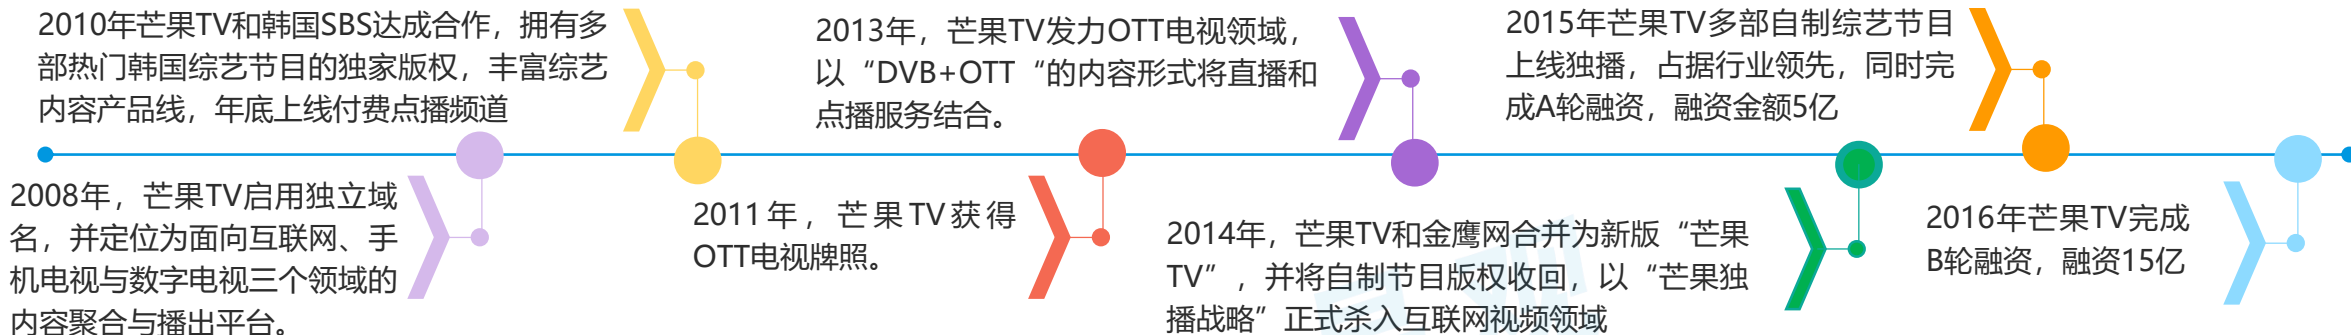 2010年芒果TV和韩国SBS达成合作，拥有多
部热门韩国综艺节目的独家版权，丰富综艺
内容产品线，年底上线付费点播频道
2013年，芒果TV发力OTT电视领域，
以“DVB+OTT“的内容形式将直播和
点播服务结合。
2015年芒果TV多部自制综艺节目
上线独播，占据行业领先，同时完
成A轮融资，融资金额5亿
2008年，芒果TV启用独立域
名，并定位为面向互联网、手
机电视与数字电视三个领域的
内容聚合与播出平台。
2011年，芒果TV获得
OTT电视牌照。
2014年，芒果TV和金鹰网合并为新版“芒果
TV”，并将自制节目版权收回，以“芒果独
播战略”正式杀入互联网视频领域
2016年芒果TV完成
B轮融资，融资15亿